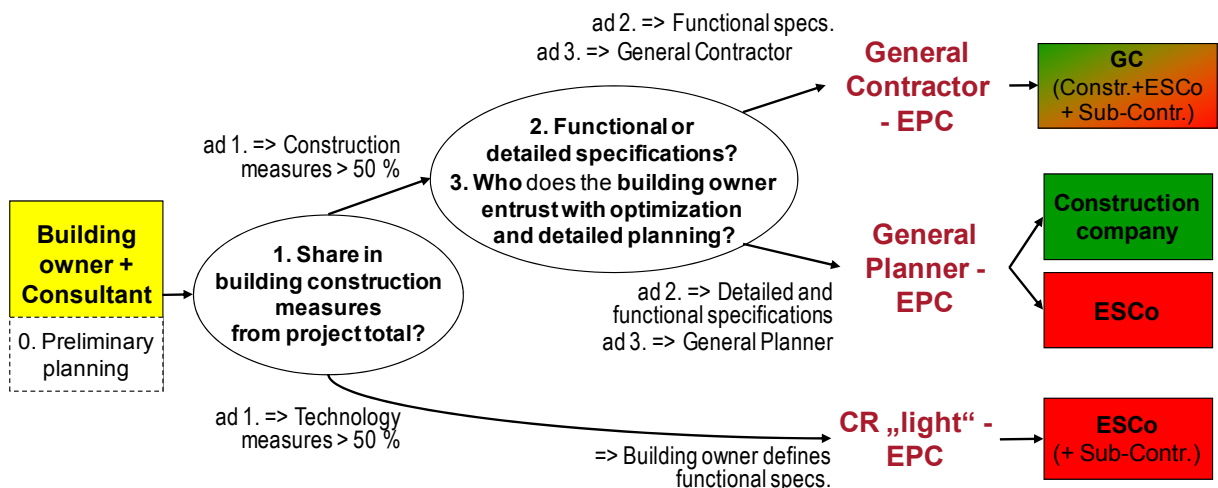 Building
owner +
Consultant
0. Preliminary
planning
1. Share in
building construction
measures
from project total?
ad 1. => Construction
measures > 50 %
2. Functional or
detailed specifications?
3. Who does the building owner
entrust with optimization
and detailed planning?
ad 2. => Functional specs.
ad 3. => General Contractor
General
Contractor
- EPC
GC
(Constr.+ESCo
+ Sub-Contr.)
ad 2. => Detailed and
functional specifications
ad 3. => General Planner
General
Planner -
EPC
Construction
company
ESCo
ad 1. => Technology
measures > 50 %
=> Building owner defines
functional specs.
CR „light“ -
EPC
ESCo
(+ Sub-Contr.)